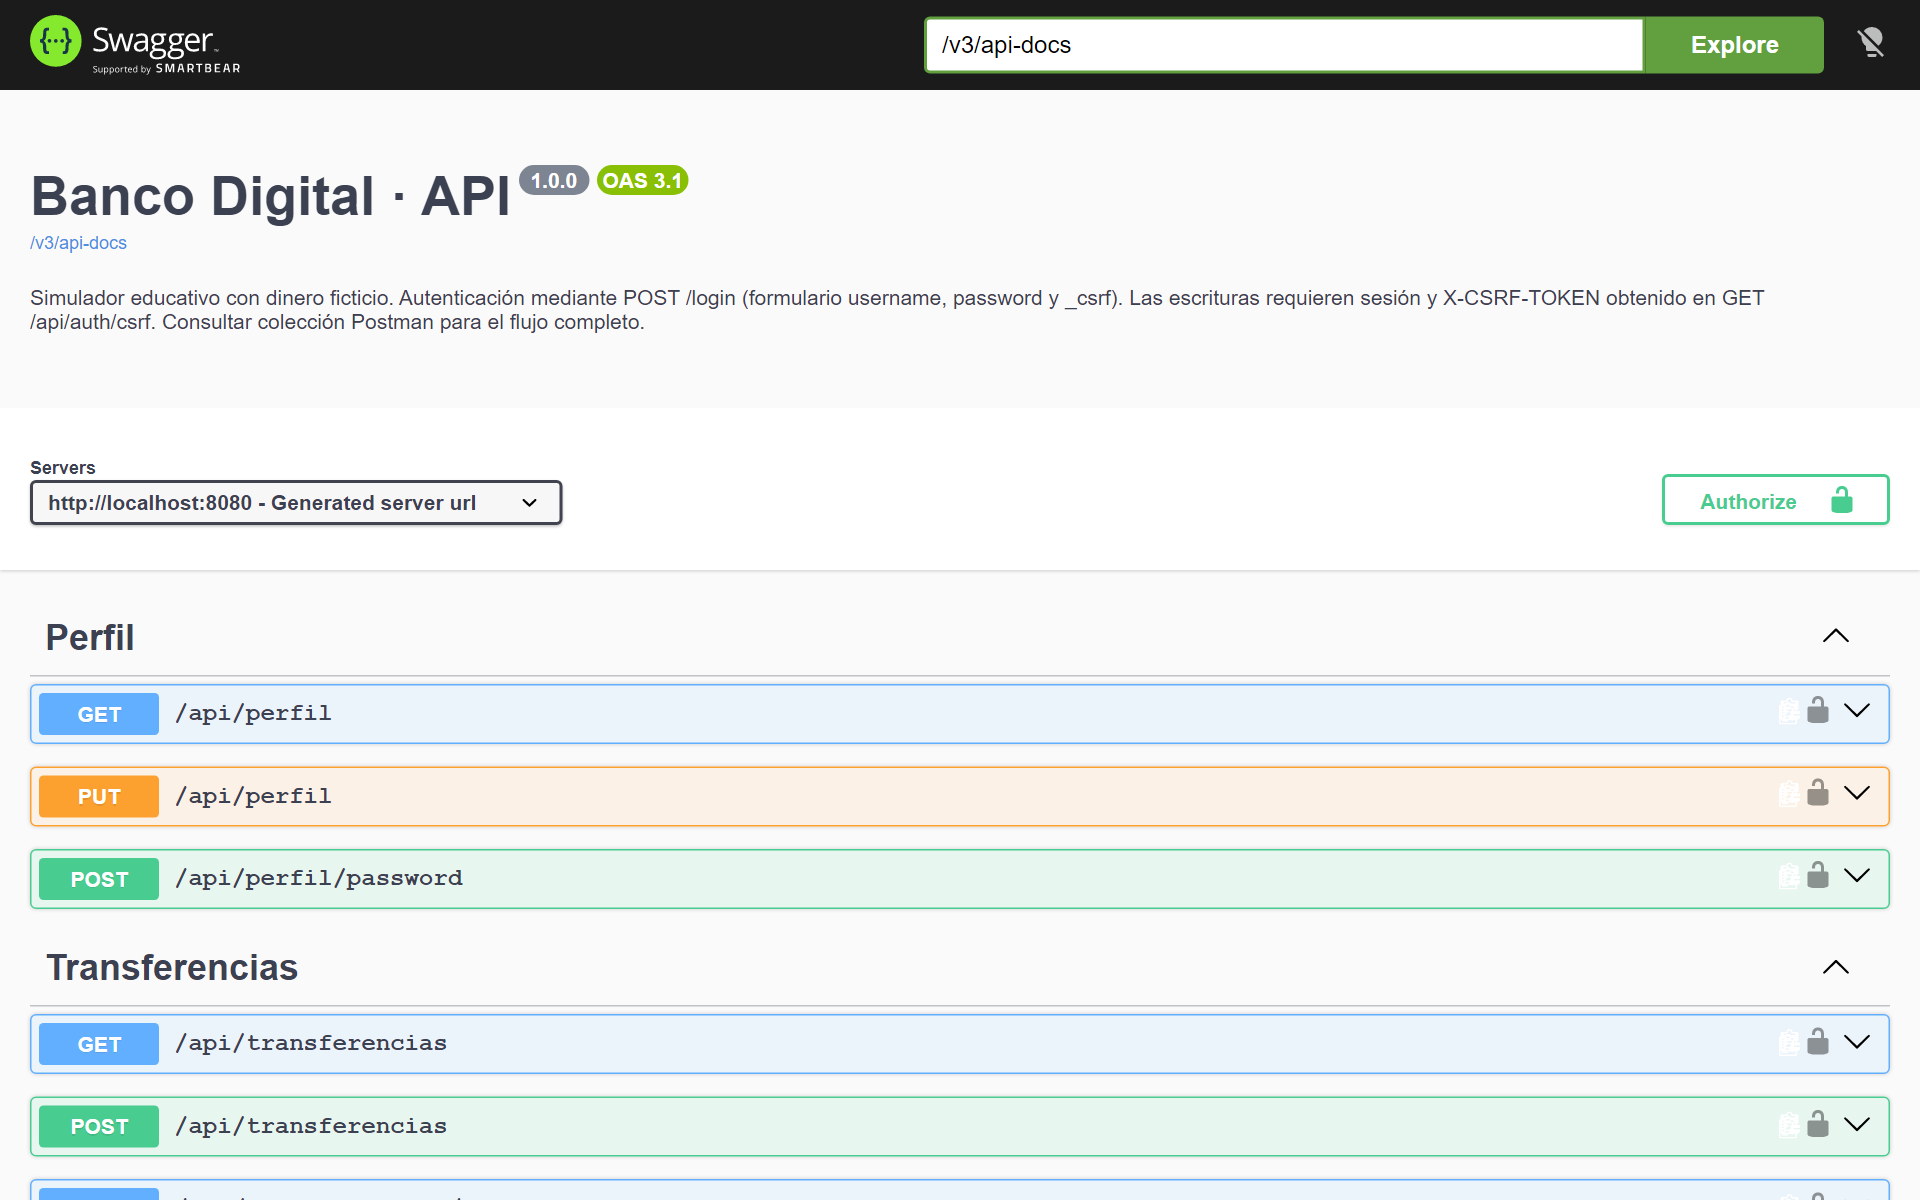 Swagger
Supported by SMARTBEAR
/v3/api-docs
Explore
Banco Digital · API 1.0.0 OAS 3.1
/v3/api-docs
Simulador educativo con dinero ficticio. Autenticación mediante POST /login (formulario username, password y _csrf). Las escrituras requieren sesión y X-CSRF-TOKEN obtenido en GET
/api/auth/csrf. Consultar colección Postman para el flujo completo.
Servers
http://localhost:8080 - Generated server url
Authorize
Perfil
GET /api/perfil
PUT /api/perfil
POST /api/perfil/password
Transferencias
GET /api/transferencias
POST /api/transferencias